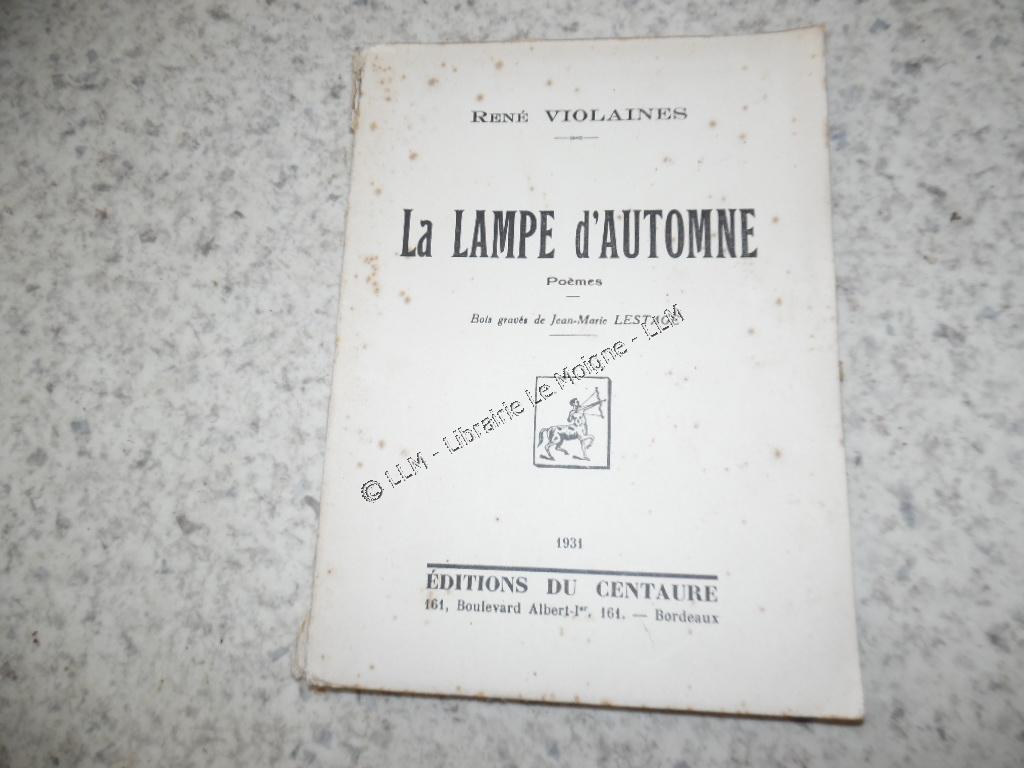 René VIOLAINES
La LAMPE d'AUTOMNE
Poèmes
Bois gravés de Jean-Marie
© LLM - Librairie Le Moigne - LLM
1931
ÉDITIONS DU CENTAURE
161, Boulevard Albert-Ier, 161. — Bordeaux